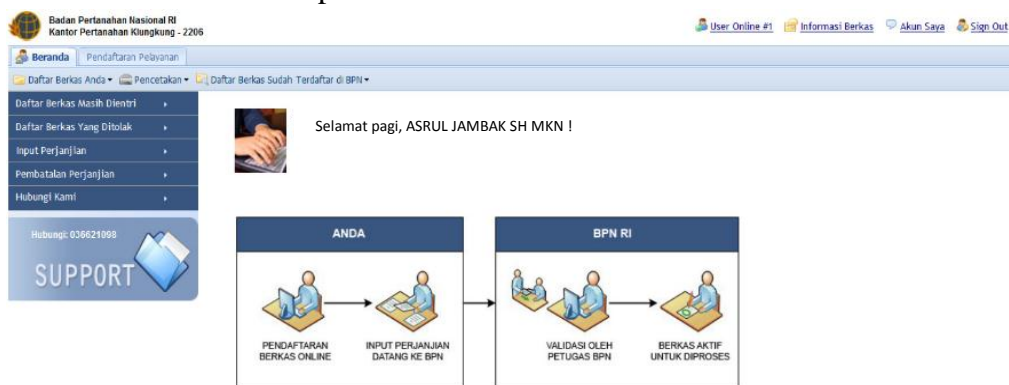 Badan Pertanahan Nasional RI
Kantor Pertanahan Klungkung - 2206
User Online #1 Informasi Berkas Akun Saya Sign Out
Beranda Pendaftaran Pelayanan
Daftar Berkas Anda Pencetakan Daftar Berkas Sudah Terdaftar di BPN
Daftar Berkas Masih Dientri
Daftar Berkas Yang Ditolak
Input Perjanjian
Pembatalan Perjanjian
Hubungi Kami
Hubungi: 036621098
SUPPORT
Selamat pagi, ASRUL JAMBAK SH MKN !
ANDA
PENDAFTARAN
BERKAS ONLINE
INPUT PERJANJIAN
DATANG KE BPN
BPN RI
VALIDASI OLEH
PETUGAS BPN
BERKAS AKTIF
UNTUK DIPROSES